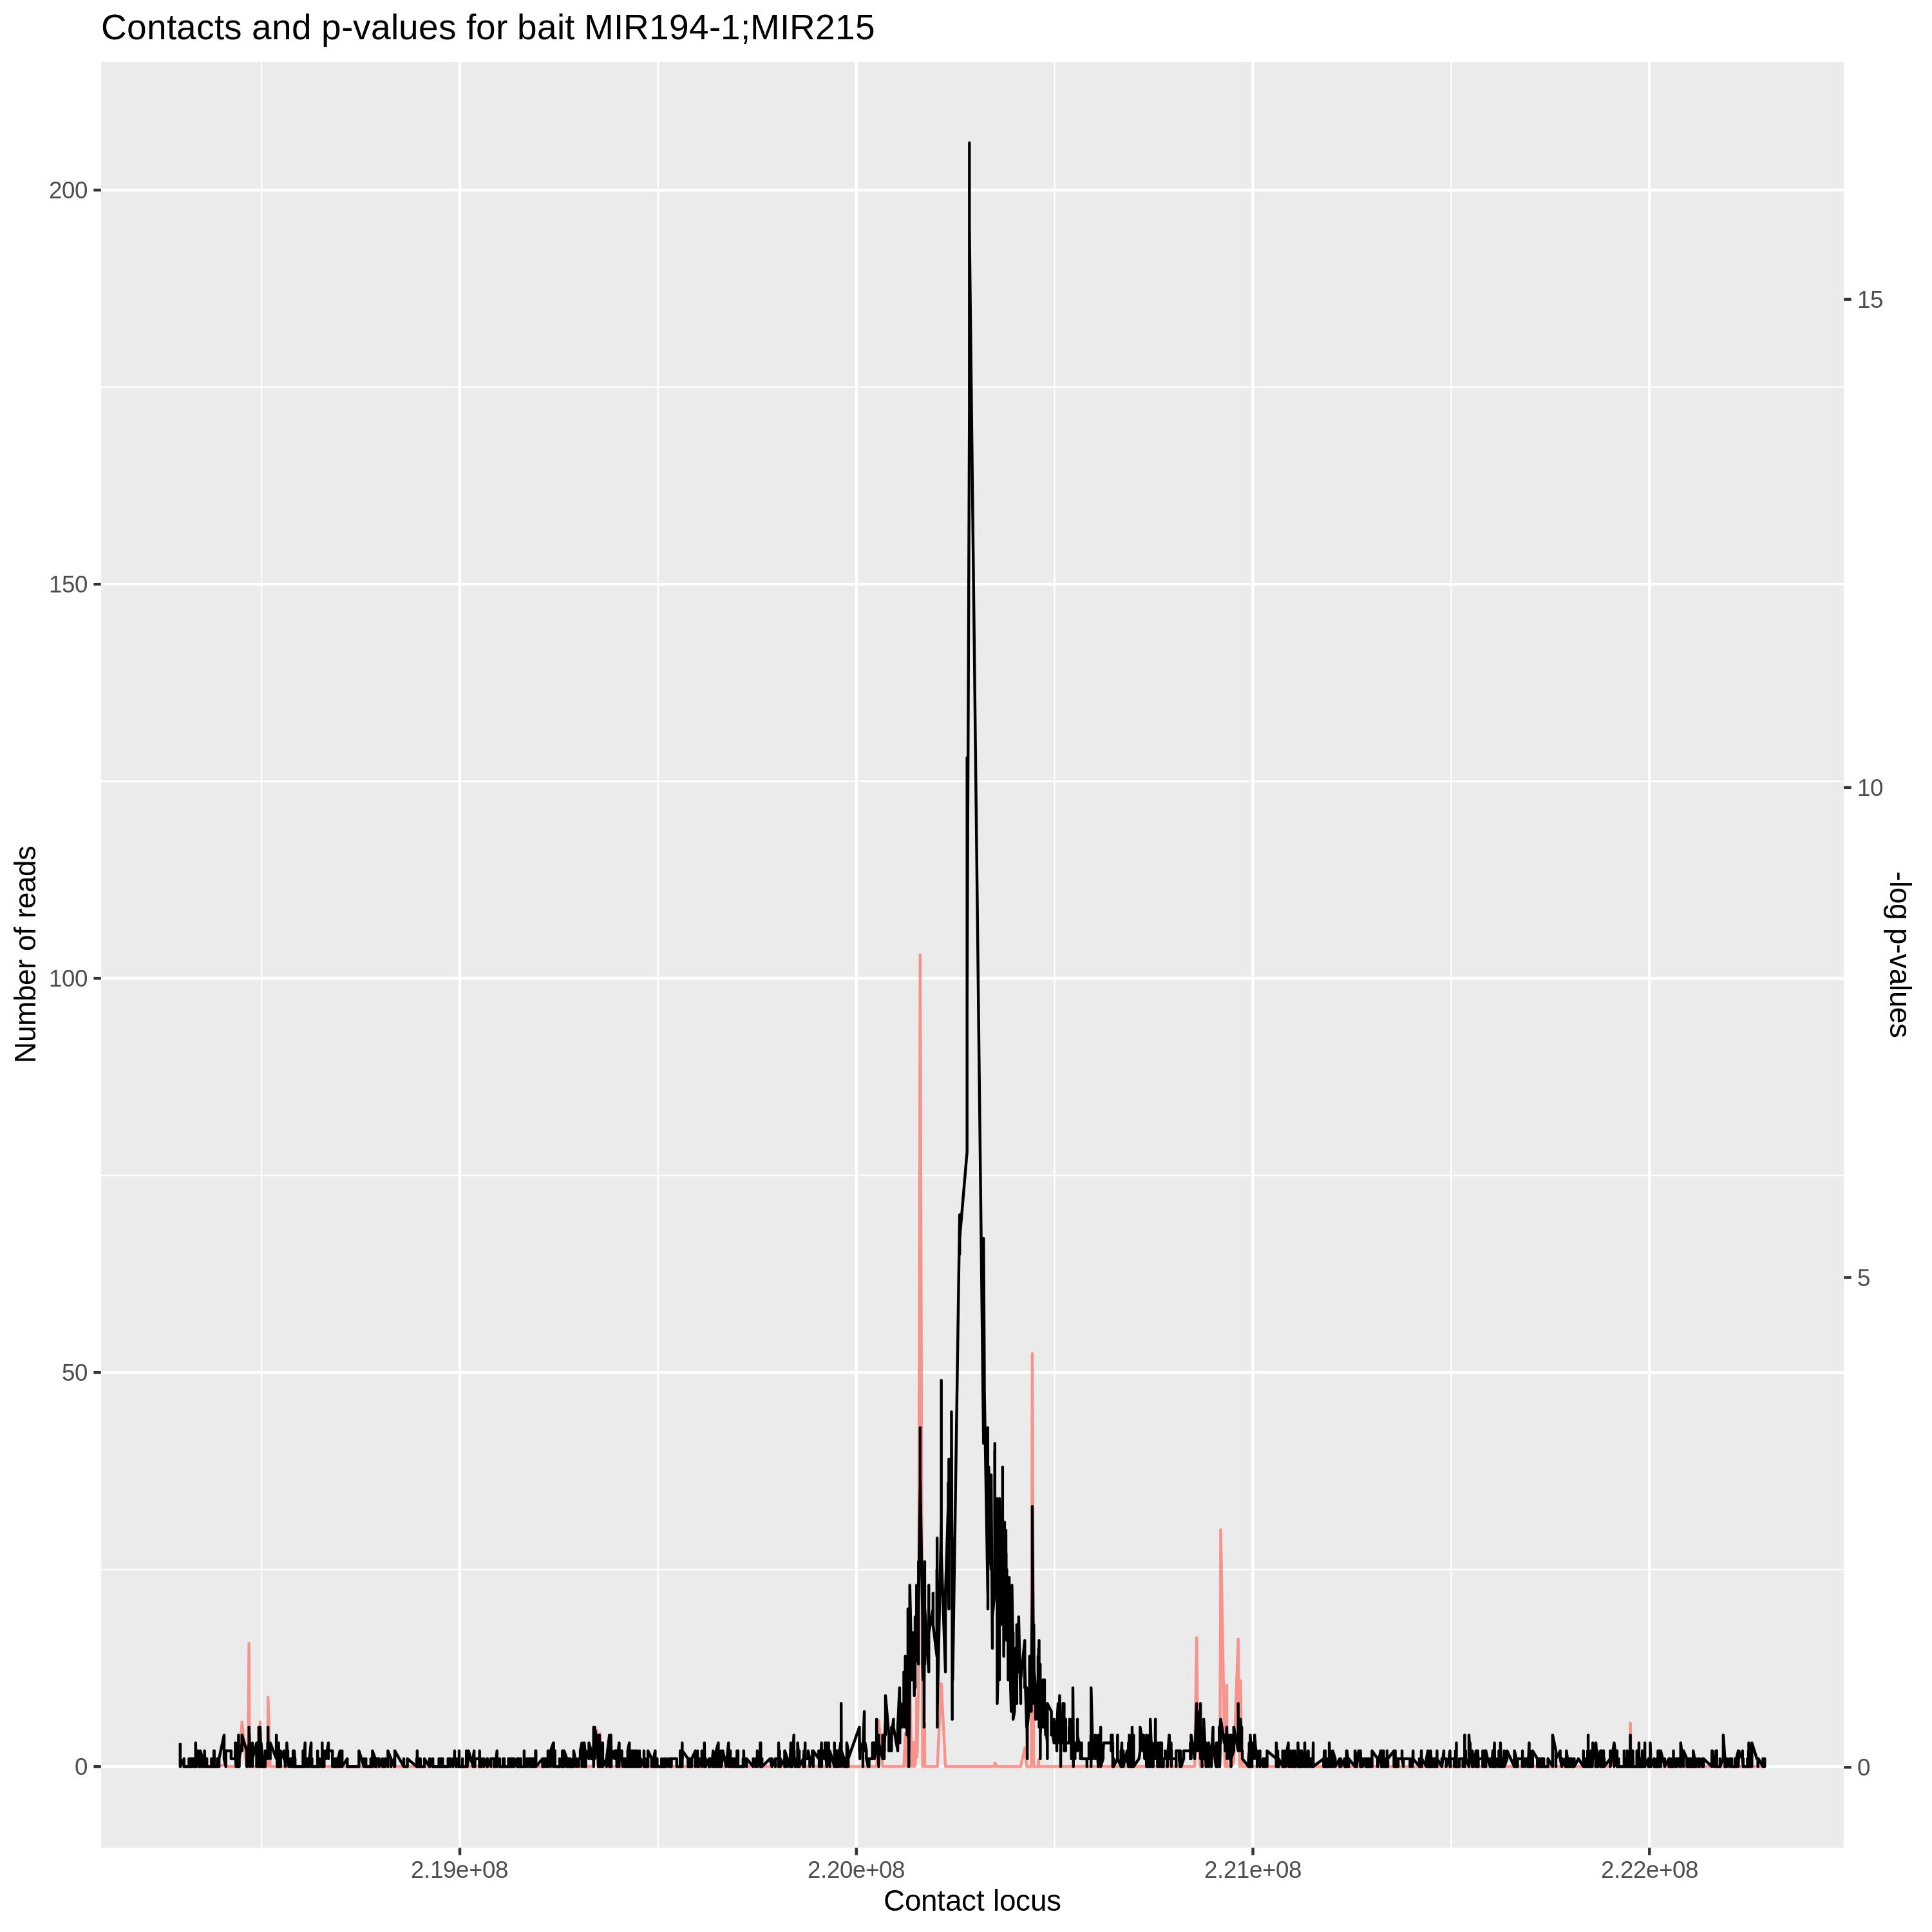 Contacts and p-values for bait MIR194-1;MIR215
200
150
100
50
0
Number of reads
15
10
5
0
-log p-values
2.19e+08
2.20e+08
2.21e+08
2.22e+08
Contact locus